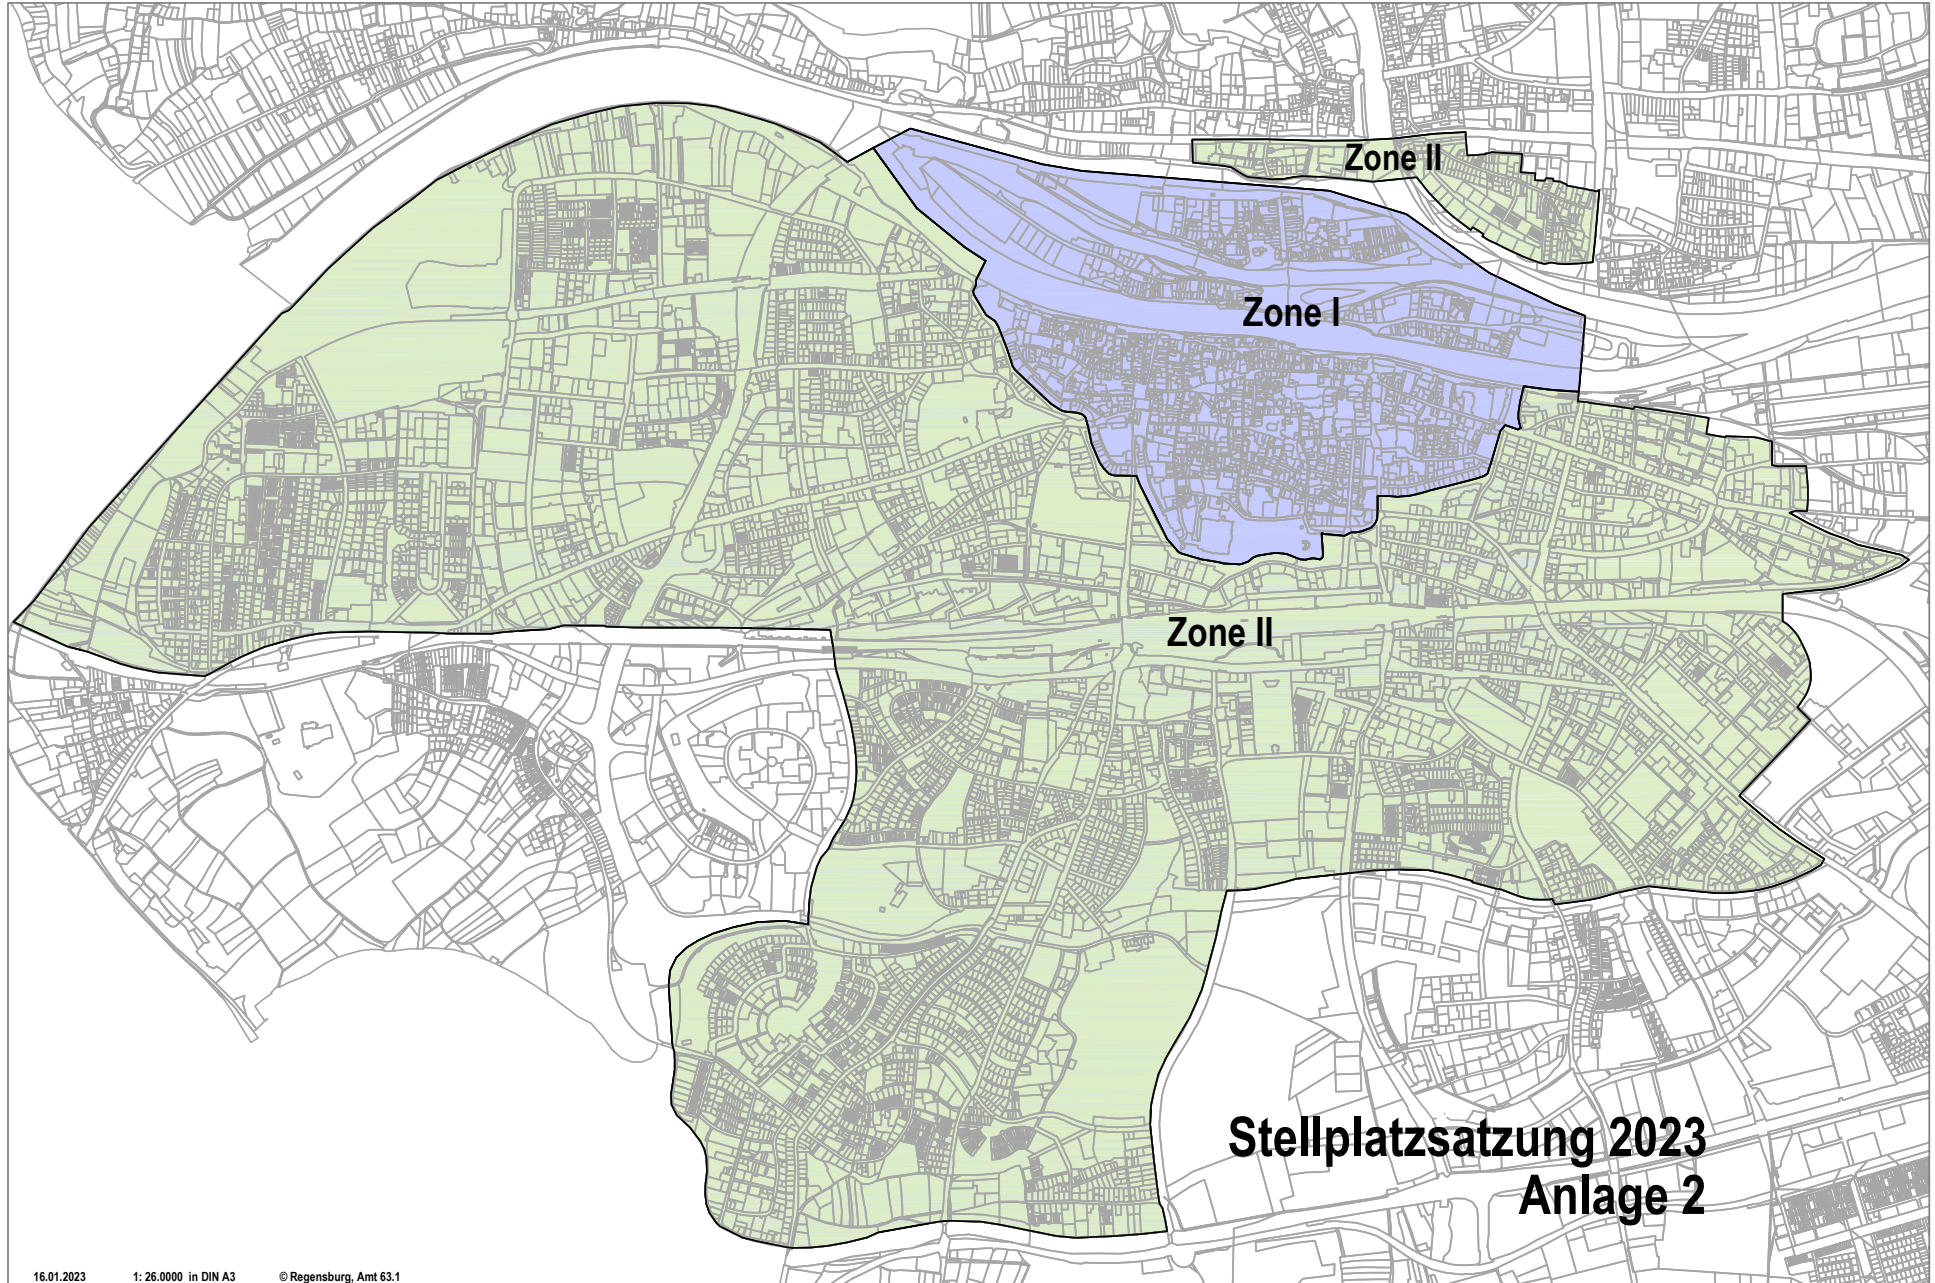 Zone II
Zone I
Zone II
Stellplatzsatzung 2023
Anlage 2
16.01.2023 1: 26.0000 in DIN A3 © Regensburg, Amt 63.1